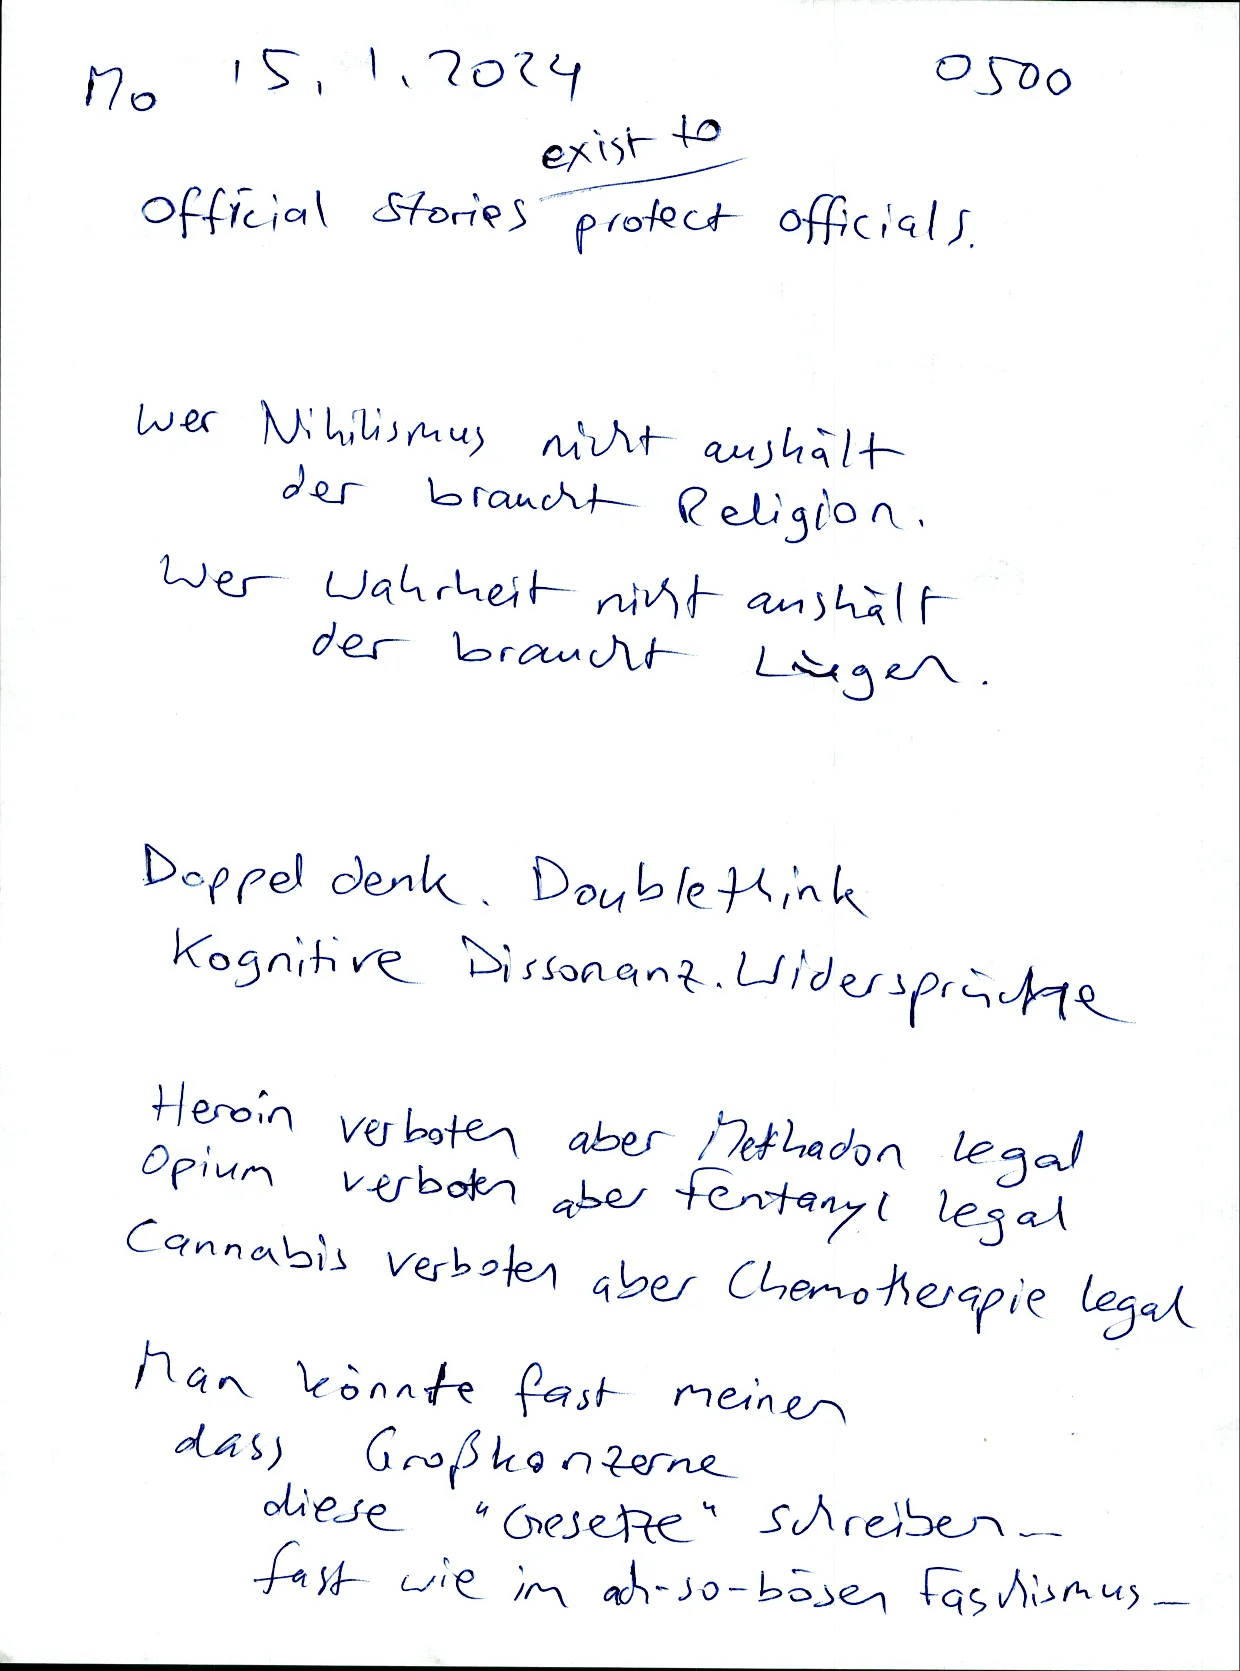 Mo 15.1.2024 0500
exist to
Official stories protect officials.
Wer Nihilismus nicht aushält
der braucht Religion.
Wer Wahrheit nicht aushält
der braucht Lügen.
Doppeldenk. Doublethink
Kognitive Dissonanz. Widersprüche
Heroin verboten aber Methadon legal
Opium verboten aber Fentanyl legal
Cannabis verboten aber Chemotherapie legal
Man könnte fast meinen
dass Großkonzerne
diese "Gesetze" schreiben_
fast wie im ach-so-bösen Faschismus_